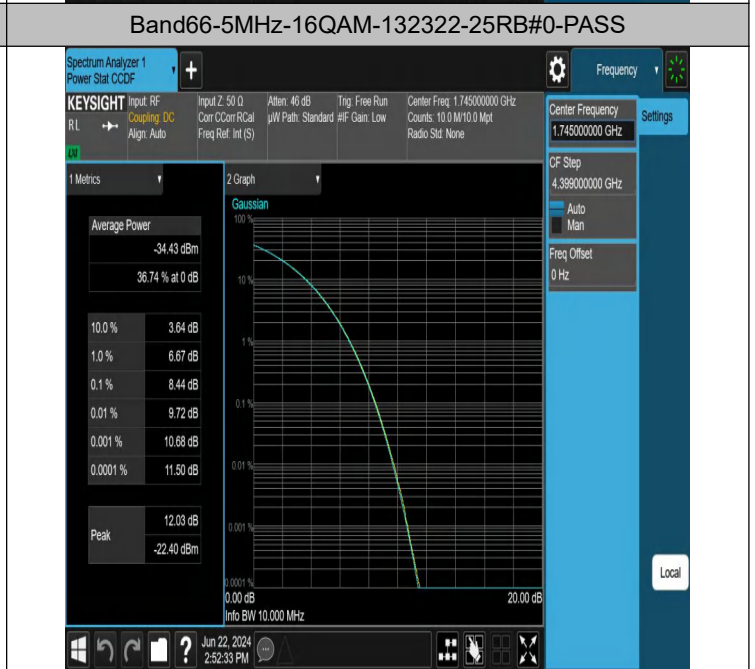 Band66-5MHz-16QAM-132322-25RB#0-PASS
Spectrum Analyzer 1
Power Stat CCDF
+
Frequency
KEYSIGHT
RL
LXI
Input: RF
Coupling: DC
Align: Auto
Input Z: 50 Ω
Corr CCorr RCal
Freq Ref: Int (S)
Atten: 46 dB
µW Path: Standard
Trig: Free Run
#IF Gain: Low
Center Freq: 1.745000000 GHz
Counts: 10.0 M/10.0 Mpt
Radio Std: None
Center Frequency
1.745000000 GHz
Settings
CF Step
4.399000000 GHz
Auto
Man
Freq Offset
0 Hz
1 Metrics
Average Power
-34.43 dBm
36.74 % at 0 dB
10.0 % 3.64 dB
1.0 % 6.67 dB
0.1 % 8.44 dB
0.01 % 9.72 dB
0.001 % 10.68 dB
0.0001 % 11.50 dB
Peak
12.03 dB
-22.40 dBm
2 Graph
Gaussian
100 %
10 %
1 %
0.1 %
0.01 %
0.001 %
0.0001 %
0.00 dB
20.00 dB
Info BW 10.000 MHz
Local
?
Jun 22, 2024
2:52:33 PM